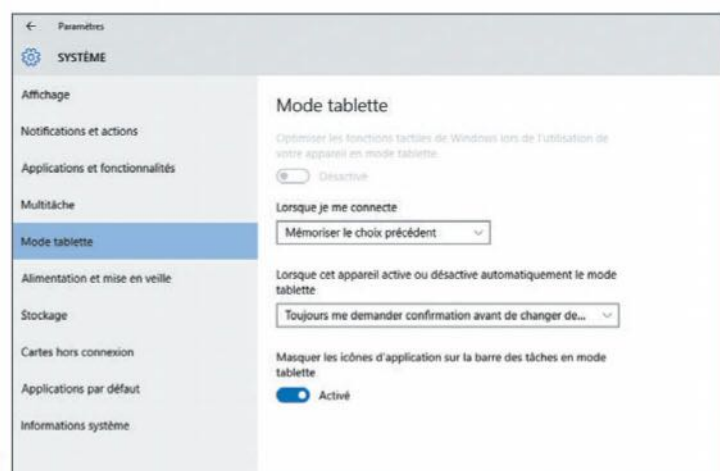 Paramètres
SYSTÈME
Affichage
Notifications et actions
Applications et fonctionnalités
Multitâche
Mode tablette
Alimentation et mise en veille
Stockage
Cartes hors connexion
Applications par défaut
Informations système
Mode tablette
Optimiser les fonctions tactiles de Windows lors de l'utilisation de
votre appareil en mode tablette
Désactivé
Lorsque je me connecte
Mémoriser le choix précédent
Lorsque cet appareil active ou désactive automatiquement le mode
tablette
Toujours me demander confirmation avant de changer de...
Masquer les icônes d'application sur la barre des tâches en mode
tablette
Activé